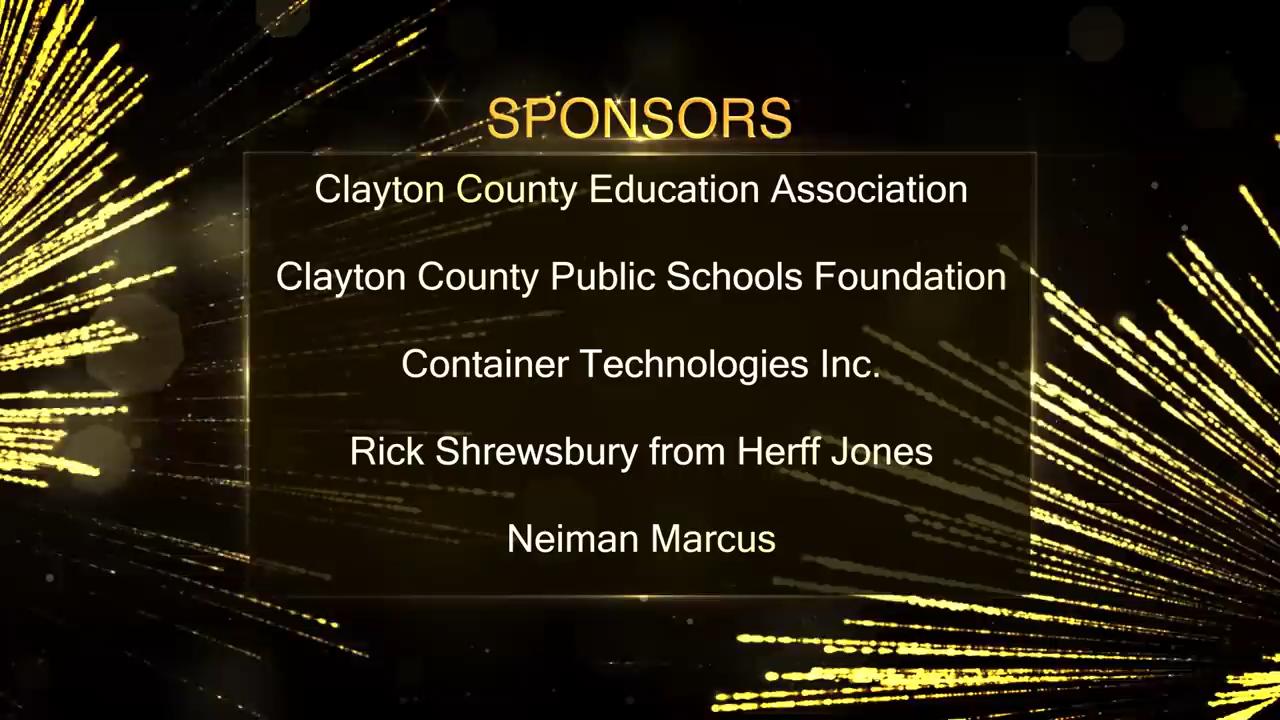 SPONSORS
Clayton County Education Association
Clayton County Public Schools Foundation
Container Technologies Inc.
Rick Shrewsbury from Herff Jones
Neiman Marcus